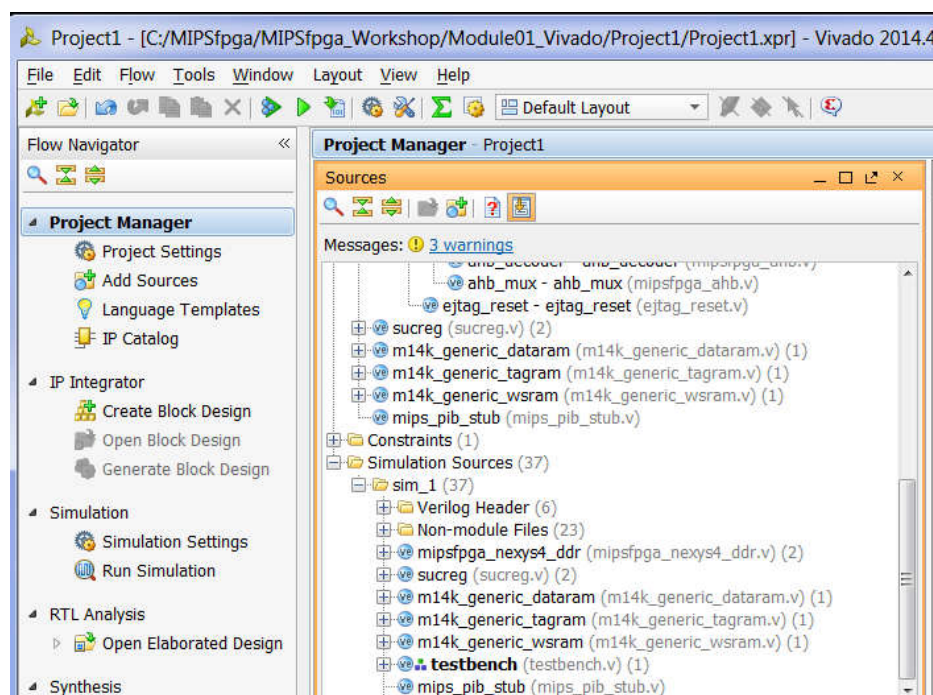 Project1 - [C:/MIPSfpga/MIPSfpga_Workshop/Module01_Vivado/Project1/Project1.xpr] - Vivado 2014.4
File Edit Flow Tools Window Layout View Help
Default Layout
Flow Navigator
Project Manager
Project Settings
Add Sources
Language Templates
IP Catalog
IP Integrator
Create Block Design
Open Block Design
Generate Block Design
Simulation
Simulation Settings
Run Simulation
RTL Analysis
Open Elaborated Design
Synthesis
Project Manager - Project1
Sources
Messages: 3 warnings
ahb_decoder - ahb_decoder (mipsfpga_ahb.v)
ahb_mux - ahb_mux (mipsfpga_ahb.v)
ejtag_reset - ejtag_reset (ejtag_reset.v)
sucreg (sucreg.v) (2)
m14k_generic_dataram (m14k_generic_dataram.v) (1)
m14k_generic_tagram (m14k_generic_tagram.v) (1)
m14k_generic_wsram (m14k_generic_wsram.v) (1)
mips_pib_stub (mips_pib_stub.v)
Constraints (1)
Simulation Sources (37)
sim_1 (37)
Verilog Header (6)
Non-module Files (23)
mipsfpga_nexys4_ddr (mipsfpga_nexys4_ddr.v) (2)
sucreg (sucreg.v) (2)
m14k_generic_dataram (m14k_generic_dataram.v) (1)
m14k_generic_tagram (m14k_generic_tagram.v) (1)
m14k_generic_wsram (m14k_generic_wsram.v) (1)
testbench (testbench.v) (1)
mips_pib_stub (mips_pib_stub.v)